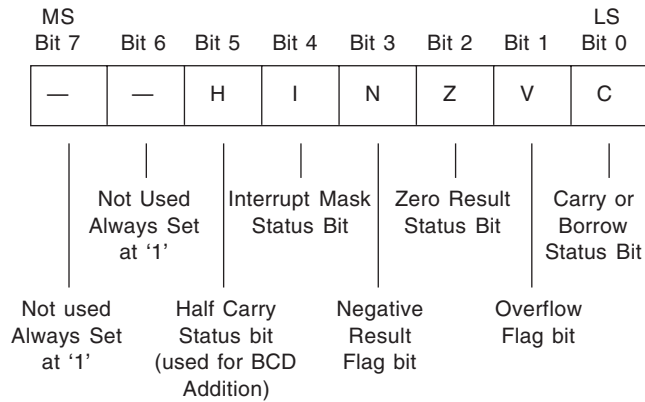 MS LS
Bit 7 Bit 6 Bit 5 Bit 4 Bit 3 Bit 2 Bit 1 Bit 0
— — H I N Z V C
Not Used Interrupt Mask Zero Result Carry or
Always Set Status Bit Status Bit Borrow
at ‘1’ Status Bit
Not used Half Carry Negative Overflow
Always Set Status bit Result Flag bit
at ‘1’ (used for BCD Flag bit
Addition)